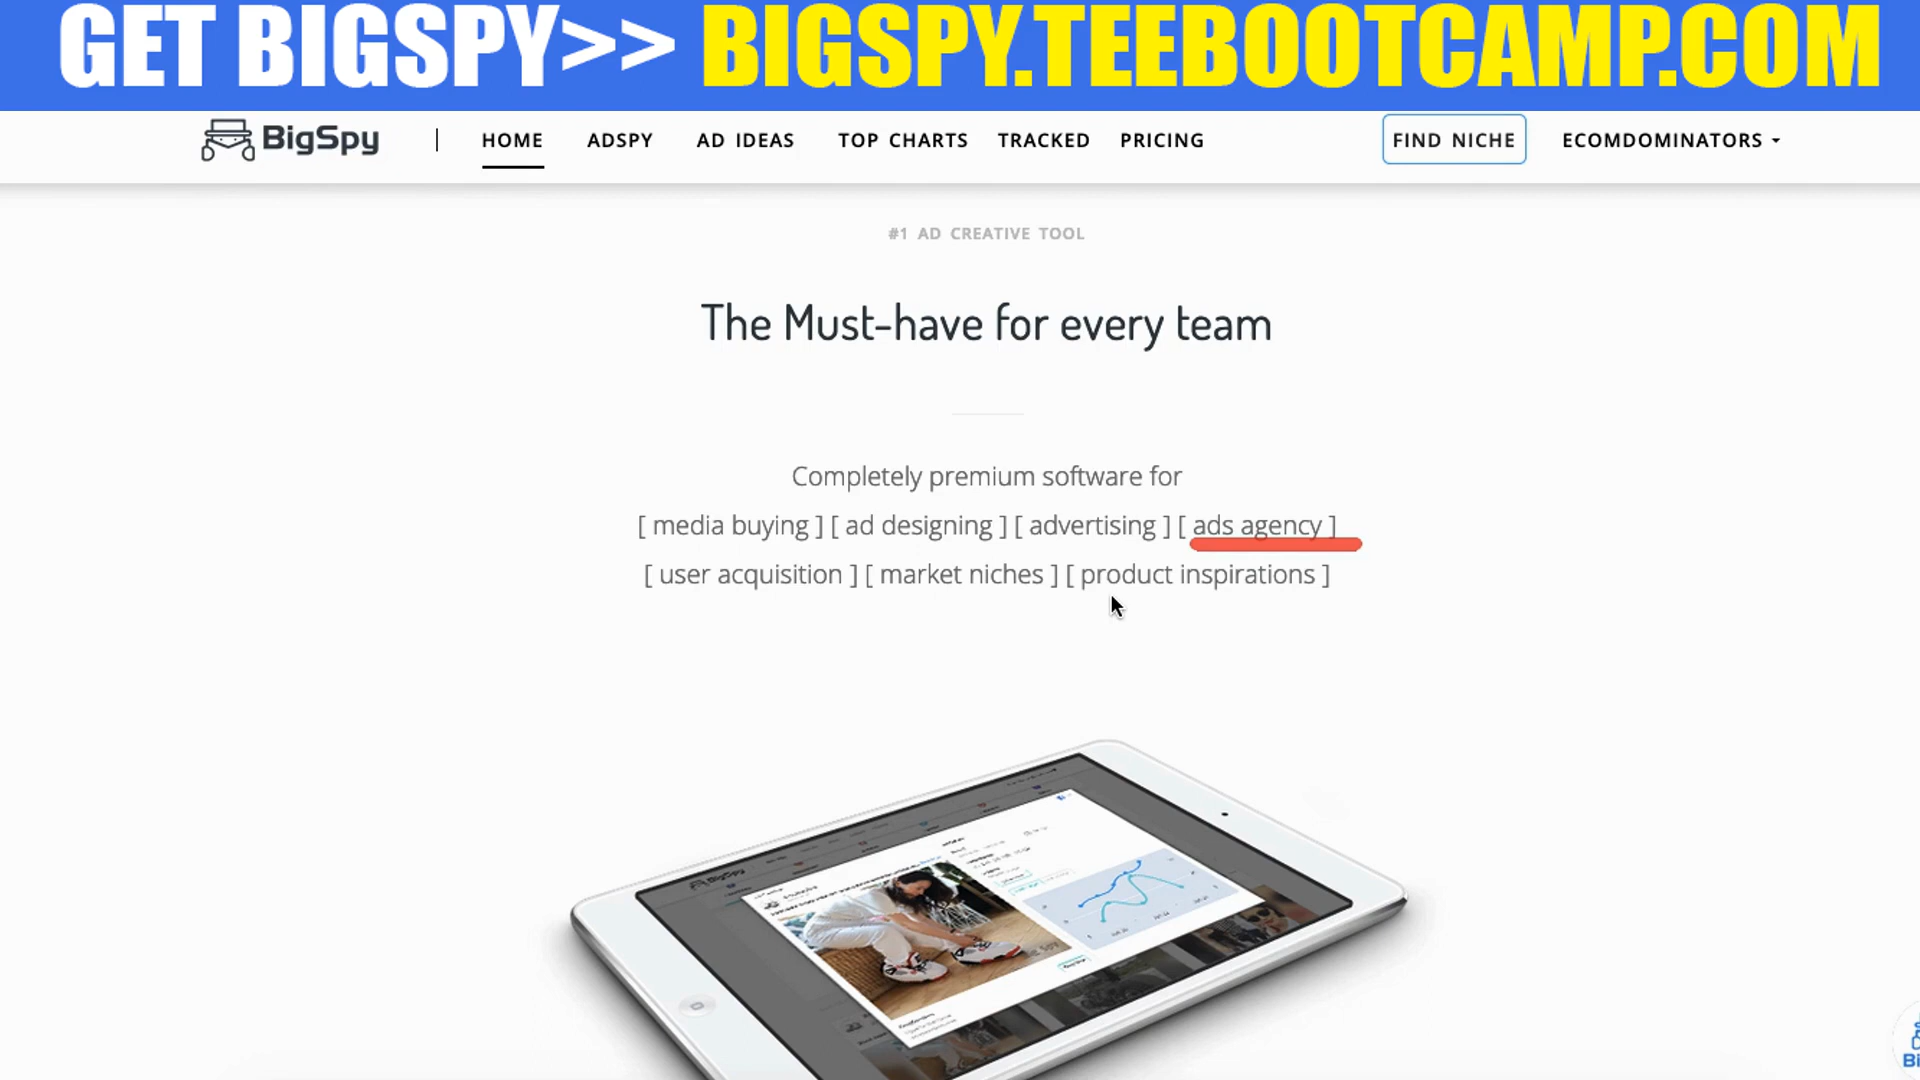 GET BIGSPY>> BIGSPY.TEEBOOTCAMP.COM
BigSpy | HOME ADSPY AD IDEAS TOP CHARTS TRACKED PRICING FIND NICHE ECOMDOMINATORS
#1 AD CREATIVE TOOL
The Must-have for every team
Completely premium software for
[ media buying ] [ ad designing ] [ advertising ] [ ads agency ]
[ user acquisition ] [ market niches ] [ product inspirations ]
BigSpy